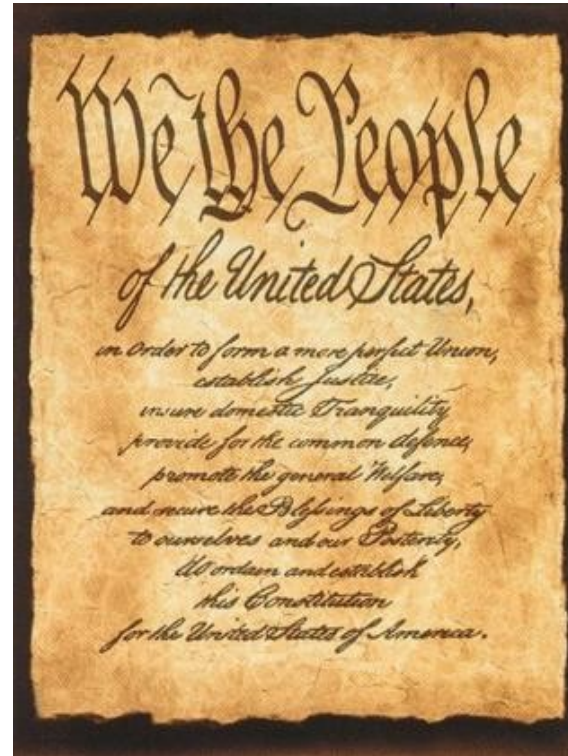 We the People
of the United States,
in Order to form a more perfect Union,
establish Justice,
insure domestic Tranquility
provide for the common defence,
promote the general Welfare,
and secure the Blessings of Liberty
to ourselves and our Posterity,
do ordain and establish
this Constitution
for the United States of America.